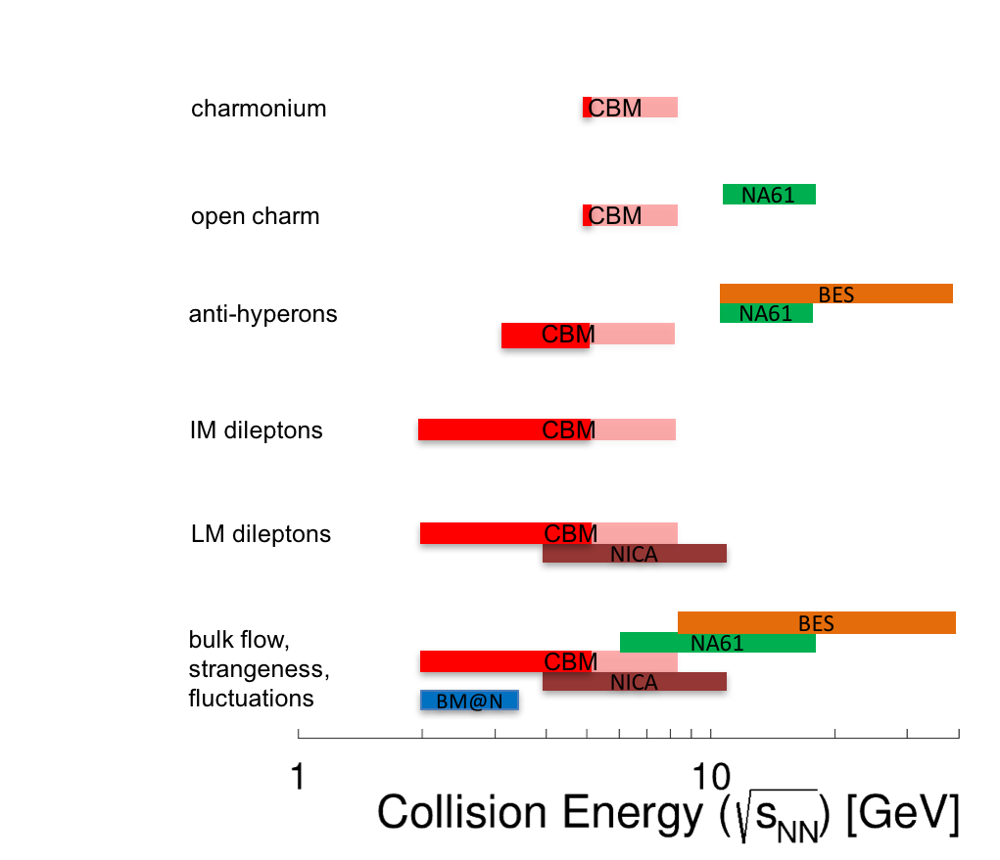 charmonium
CBM
NA61
open charm
CBM
BES
anti-hyperons
NA61
CBM
IM dileptons
CBM
LM dileptons
CBM
NICA
BES
bulk flow,
NA61
strangeness,
CBM
NICA
fluctuations
BM@N
1
10
Collision Energy (√sNN) [GeV]